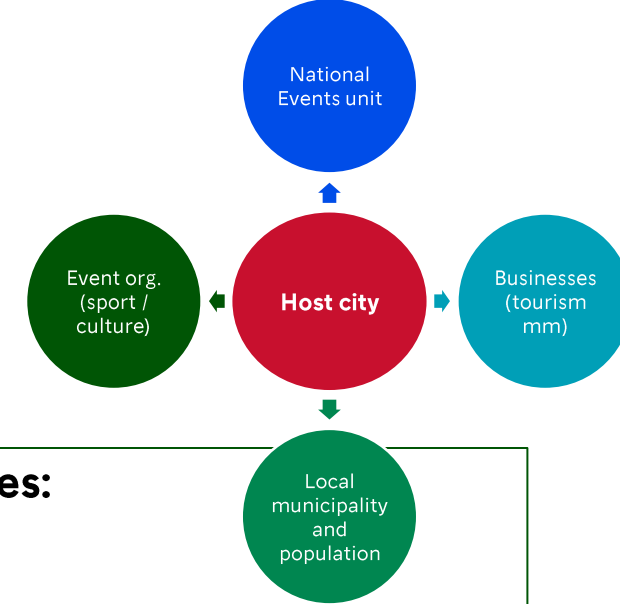 National
Events unit
Event org.
(sport /
culture)
Host city
Businesses
(tourism
mm)
es:
Local
municipality
and
population